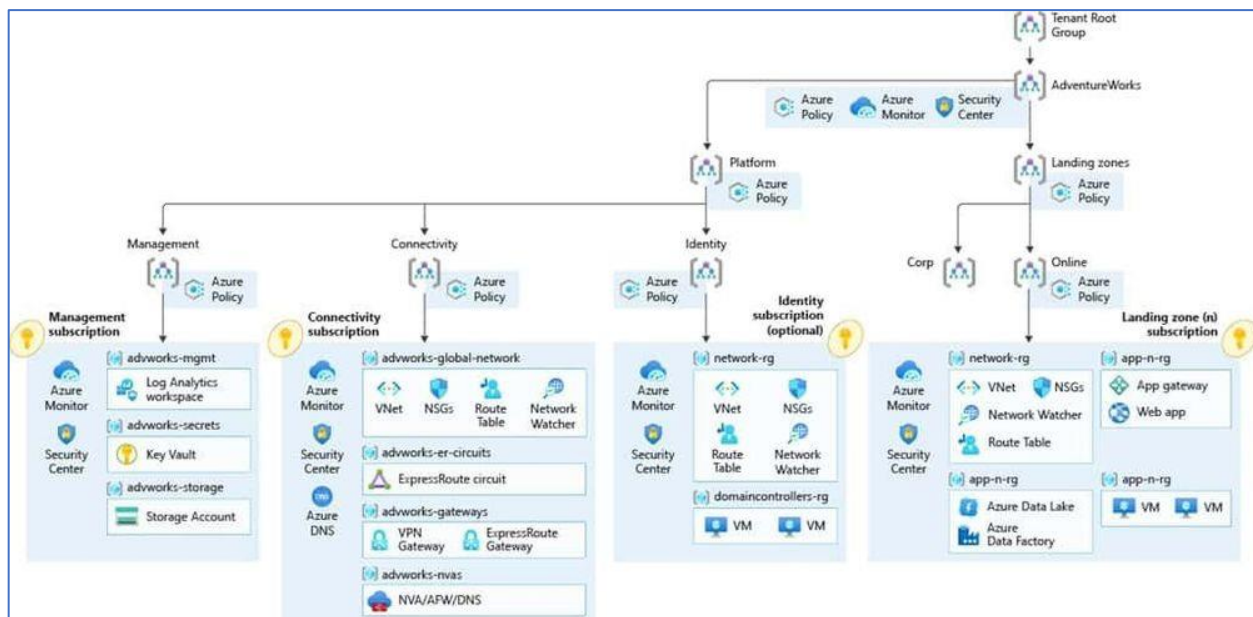 Tenant Root
Group
AdventureWorks
Azure
Policy
Azure
Monitor
Security
Center
Platform
Azure
Policy
Landing zones
Azure
Policy
Management
Azure
Policy
Connectivity
Azure
Policy
Identity
Azure
Policy
Corp
Online
Azure
Policy
Management
subscription
Azure
Monitor
Security
Center
advworks-mgmt
Log Analytics
workspace
advworks-secrets
Key Vault
advworks-storage
Storage Account
Connectivity
subscription
Azure
Monitor
Security
Center
DNS
Azure
DNS
advworks-global-network
VNet
NSGs
Route
Table
Network
Watcher
advworks-er-circuits
ExpressRoute circuit
advworks-gateways
VPN
Gateway
ExpressRoute
Gateway
advworks-nvas
NVA/AFW/DNS
Identity
subscription
(optional)
Azure
Monitor
Security
Center
network-rg
VNet
NSGs
Route
Table
Network
Watcher
domaincontrollers-rg
VM
VM
Landing zone (n)
subscription
Azure
Monitor
Security
Center
network-rg
VNet
NSGs
Network Watcher
Route Table
app-n-rg
App gateway
Web app
app-n-rg
Azure Data Lake
Azure
Data Factory
app-n-rg
VM
VM